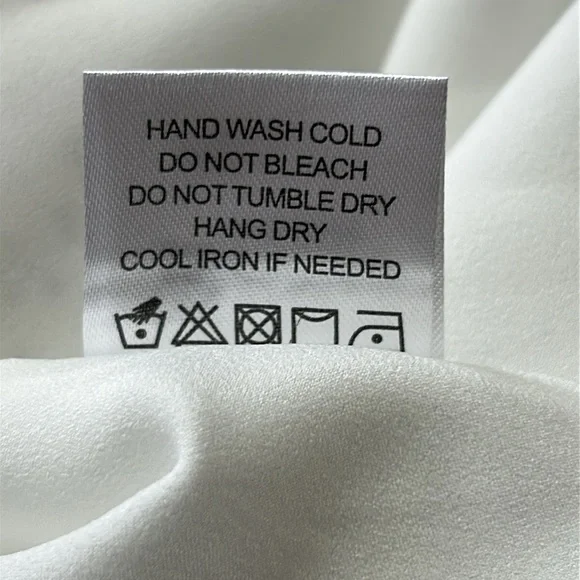 HAND WASH COLD
DO NOT BLEACH
DO NOT TUMBLE DRY
HANG DRY
COOL IRON IF NEEDED